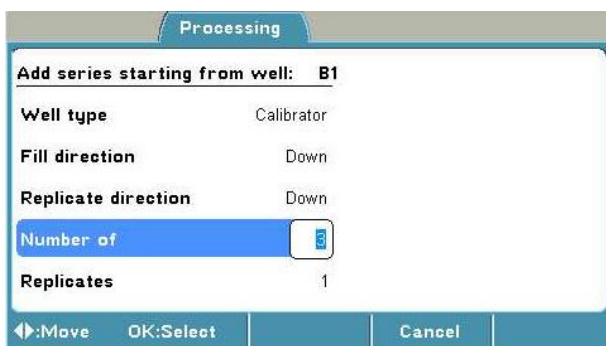 Processing
Add series starting from well: B1
Well type Calibrator
Fill direction Down
Replicate direction Down
Number of 3
Replicates 1
◀▶:Move OK:Select Cancel